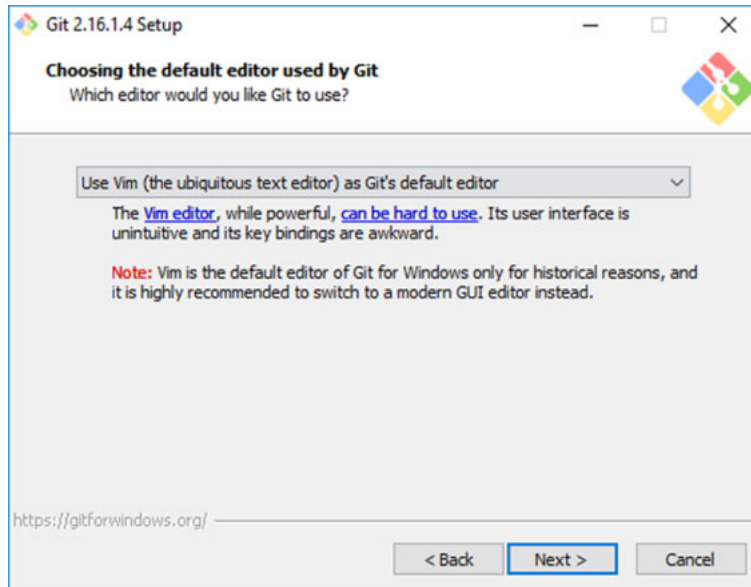 Git 2.16.1.4 Setup
Choosing the default editor used by Git
Which editor would you like Git to use?
Use Vim (the ubiquitous text editor) as Git's default editor
The Vim editor, while powerful, can be hard to use. Its user interface is
unintuitive and its key bindings are awkward.
Note: Vim is the default editor of Git for Windows only for historical reasons, and
it is highly recommended to switch to a modern GUI editor instead.
https://gitforwindows.org/
< Back
Next >
Cancel